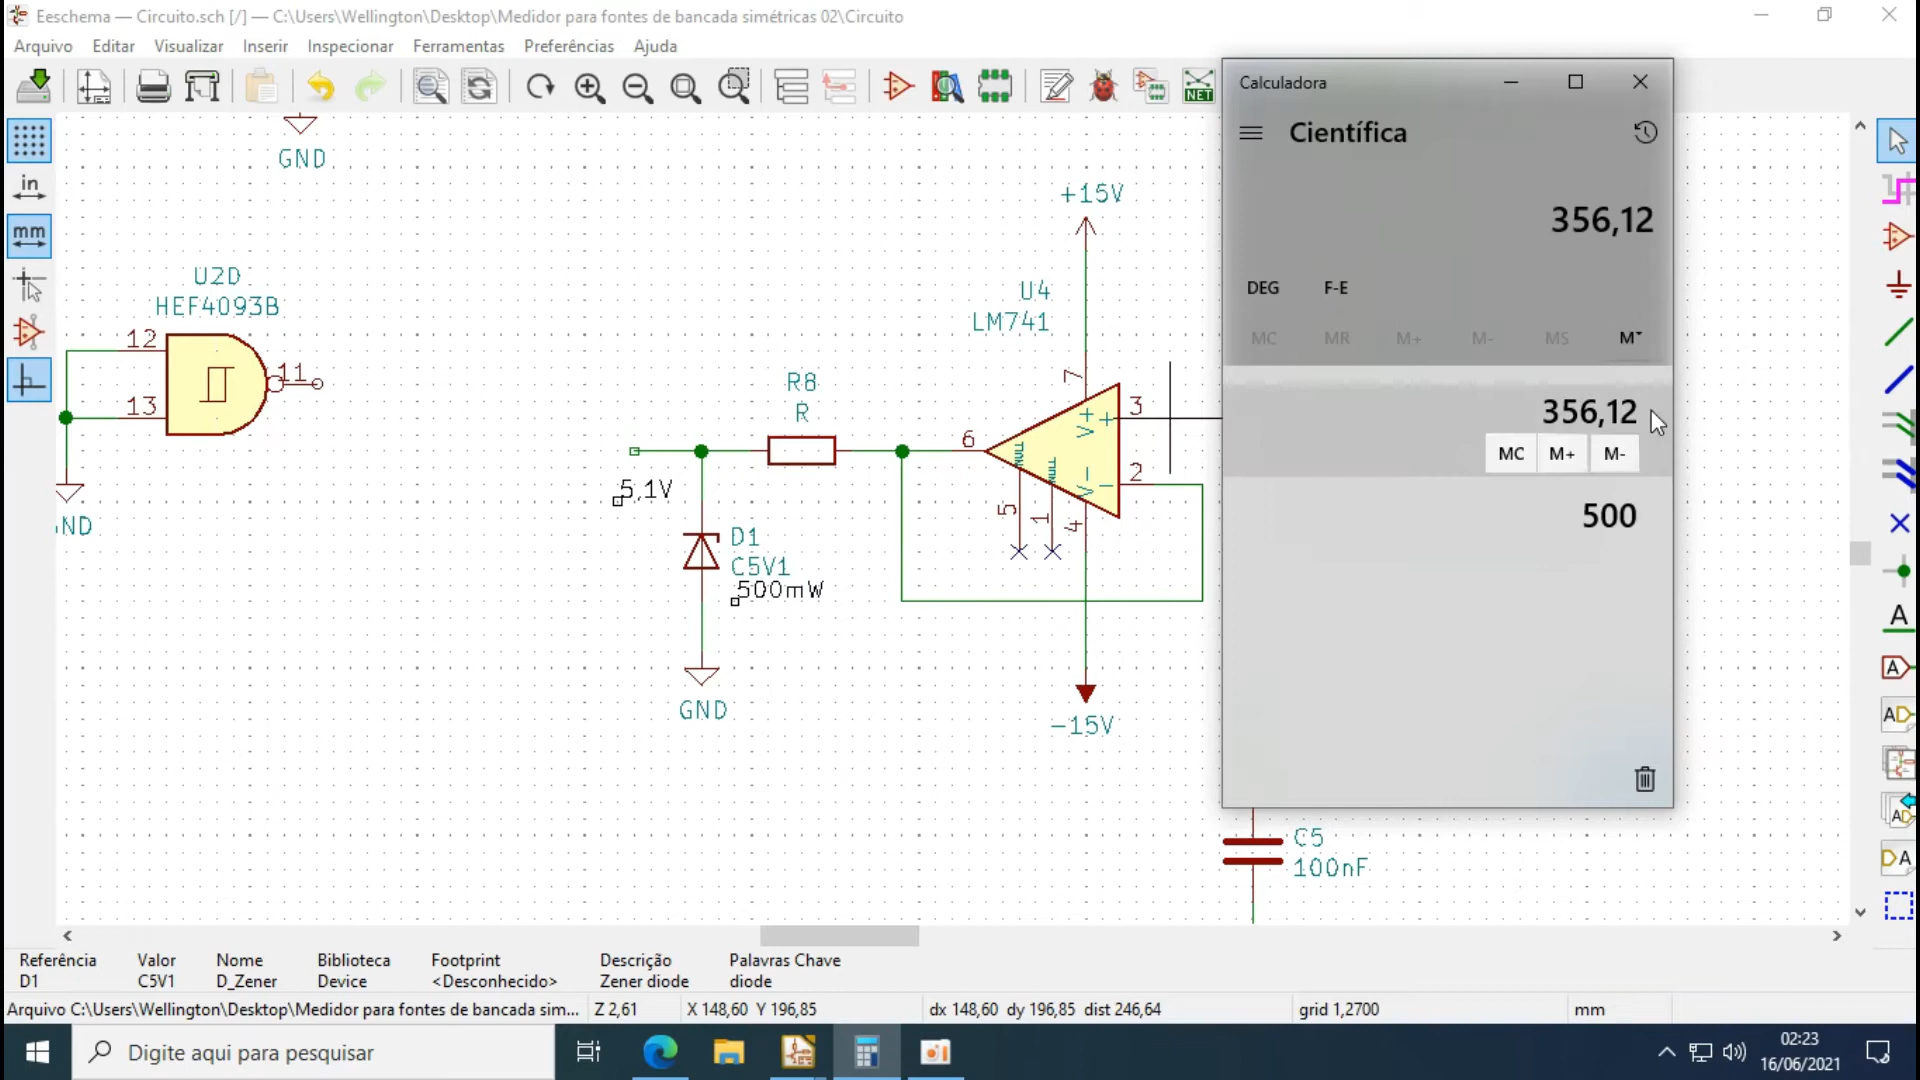 Eeschema — Circuito.sch [/] — C:\Users\Wellington\Desktop\Medidor para fontes de bancada simétricas 02\Circuito
Arquivo Editar Visualizar Inserir Inspecionar Ferramentas Preferências Ajuda
NET
in
mm
GND
U2D
HEF4093B
12
13
11
GND
R8
R
5,1V
D1
C5V1
500mW
GND
+15V
U4
LM741
7
3
6
2
V+
+
V-
5
1
4
-15V
C5
100nF
Calculadora
Científica
356,12
DEG F-E
MC MR M+ M- MS M˅
356,12
MC M+ M-
500
A
A
A
A
A
Referência Valor Nome Biblioteca Footprint Descrição Palavras Chave
D1 C5V1 D_Zener Device <Desconhecido> Zener diode diode
Arquivo C:\Users\Wellington\Desktop\Medidor para fontes de bancada sim... Z 2,61 X 148,60 Y 196,85 dx 148,60 dy 196,85 dist 246,64 grid 1,2700 mm
Digite aqui para pesquisar
02:23
16/06/2021